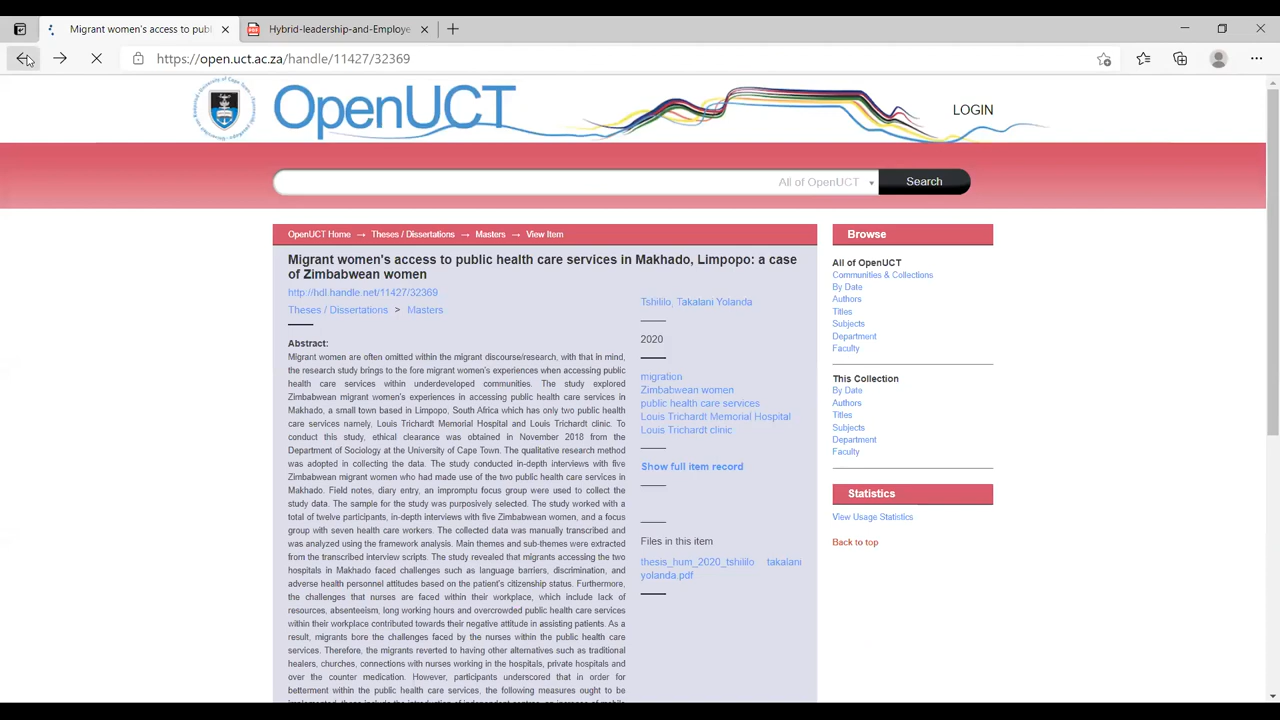 Migrant women's access to publ
Hybrid-leadership-and-Employe
https://open.uct.ac.za/handle/11427/32369
OpenUCT
LOGIN
All of OpenUCT
Search
OpenUCT Home → Theses / Dissertations → Masters → View Item
Migrant women's access to public health care services in Makhado, Limpopo: a case
of Zimbabwean women
http://hdl.handle.net/11427/32369
Theses / Dissertations > Masters
Abstract:
Migrant women are often omitted within the migrant discourse/research, with that in mind,
the research study brings to the fore migrant women's experiences when accessing public
health care services within underdeveloped communities. The study explored
Zimbabwean migrant women's experiences in accessing public health care services in
Makhado, a small town based in Limpopo, South Africa which has only two public health
care services namely, Louis Trichardt Memorial Hospital and Louis Trichardt clinic. To
conduct this study, ethical clearance was obtained in November 2018 from the
Department of Sociology at the University of Cape Town. The qualitative research method
was adopted in collecting the data. The study conducted in-depth interviews with five
Zimbabwean migrant women who had made use of the two public health care services in
Makhado. Field notes, diary entry, an impromptu focus group were used to collect the
study data. The sample for the study was purposively selected. The study worked with a
total of twelve participants, in-depth interviews with five Zimbabwean women, and a focus
group with seven health care workers. The collected data was manually transcribed and
was analyzed using the framework analysis. Main themes and sub-themes were extracted
from the transcribed interview scripts. The study revealed that migrants accessing the two
hospitals in Makhado faced challenges such as language barriers, discrimination, and
adverse health personnel attitudes based on the patient's citizenship status. Furthermore,
the challenges that nurses are faced within their workplace, which include lack of
resources, absenteeism, long working hours and overcrowded public health care services
within their workplace contributed towards their negative attitude in assisting patients. As a
result, migrants bore the challenges faced by the nurses within the public health care
services. Therefore, the migrants reverted to having other alternatives such as traditional
healers, churches, connections with nurses working in the hospitals, private hospitals and
over the counter medication. However, participants underscored that in order for
betterment within the public health care services, the following measures ought to be
Tshililo, Takalani Yolanda
2020
migration
Zimbabwean women
public health care services
Louis Trichardt Memorial Hospital
Louis Trichardt clinic
Show full item record
Files in this item
thesis_hum_2020_tshililo takalani
yolanda.pdf
Browse
All of OpenUCT
Communities & Collections
By Date
Authors
Titles
Subjects
Department
Faculty
This Collection
By Date
Authors
Titles
Subjects
Department
Faculty
Statistics
View Usage Statistics
Back to top